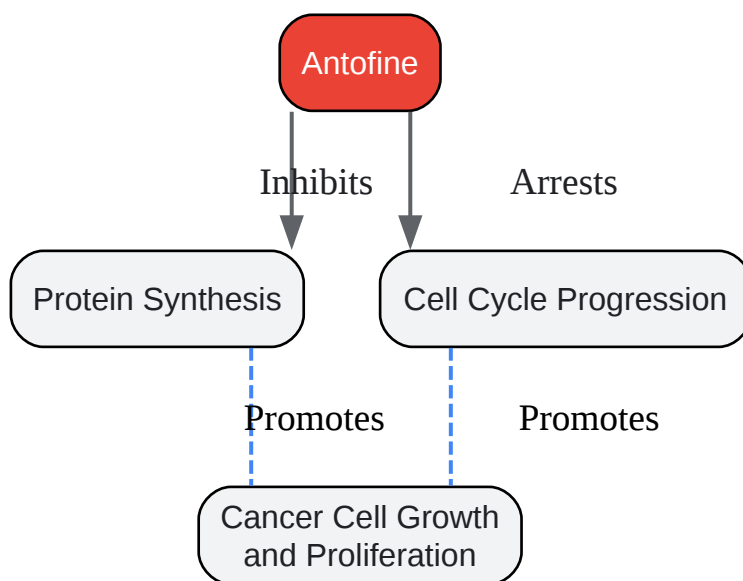 Antofine
Inhibits
Arrests
Protein Synthesis
Cell Cycle Progression
Promotes
Promotes
Cancer Cell Growth
and Proliferation